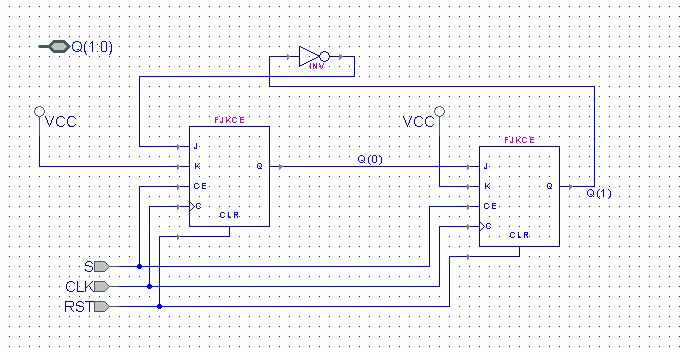 Q(1:0)
INV
VCC
VCC
FJKCE
J
K
Q
CE
C
CLR
Q(0)
FJKCE
J
K
Q
CE
C
CLR
Q(1)
S
CLK
RST